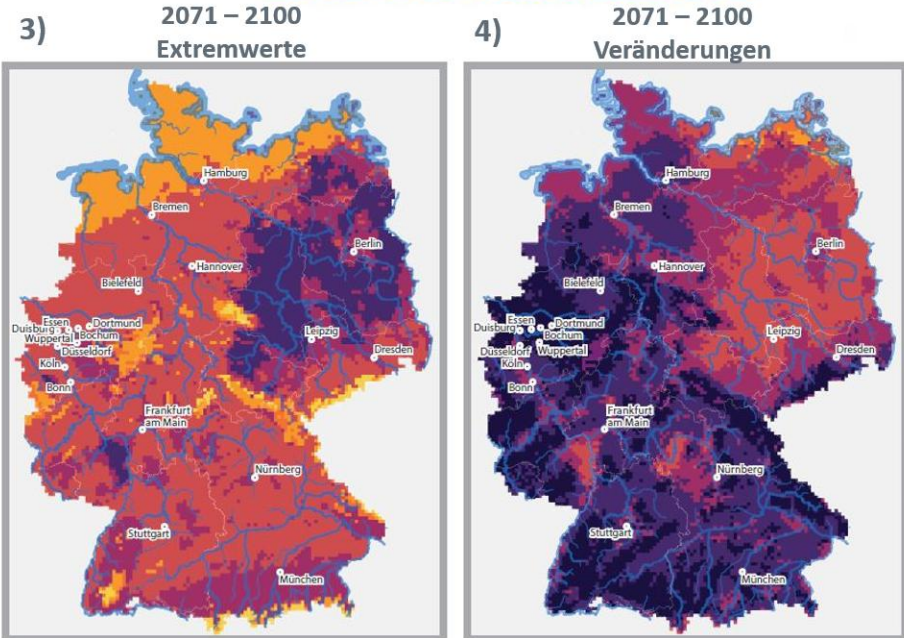 3)
2071 – 2100
Extremwerte
Hamburg
Bremen
Berlin
Hannover
Bielefeld
Essen
Dortmund
Duisburg
Bochum
Wuppertal
Düsseldorf
Leipzig
Dresden
Köln
Bonn
Frankfurt
am Main
Nürnberg
Stuttgart
München
4)
2071 – 2100
Veränderungen
Hamburg
Bremen
Berlin
Hannover
Bielefeld
Essen
Dortmund
Duisburg
Bochum
Düsseldorf
Wuppertal
Leipzig
Dresden
Köln
Bonn
Frankfurt
am Main
Nürnberg
Stuttgart
München